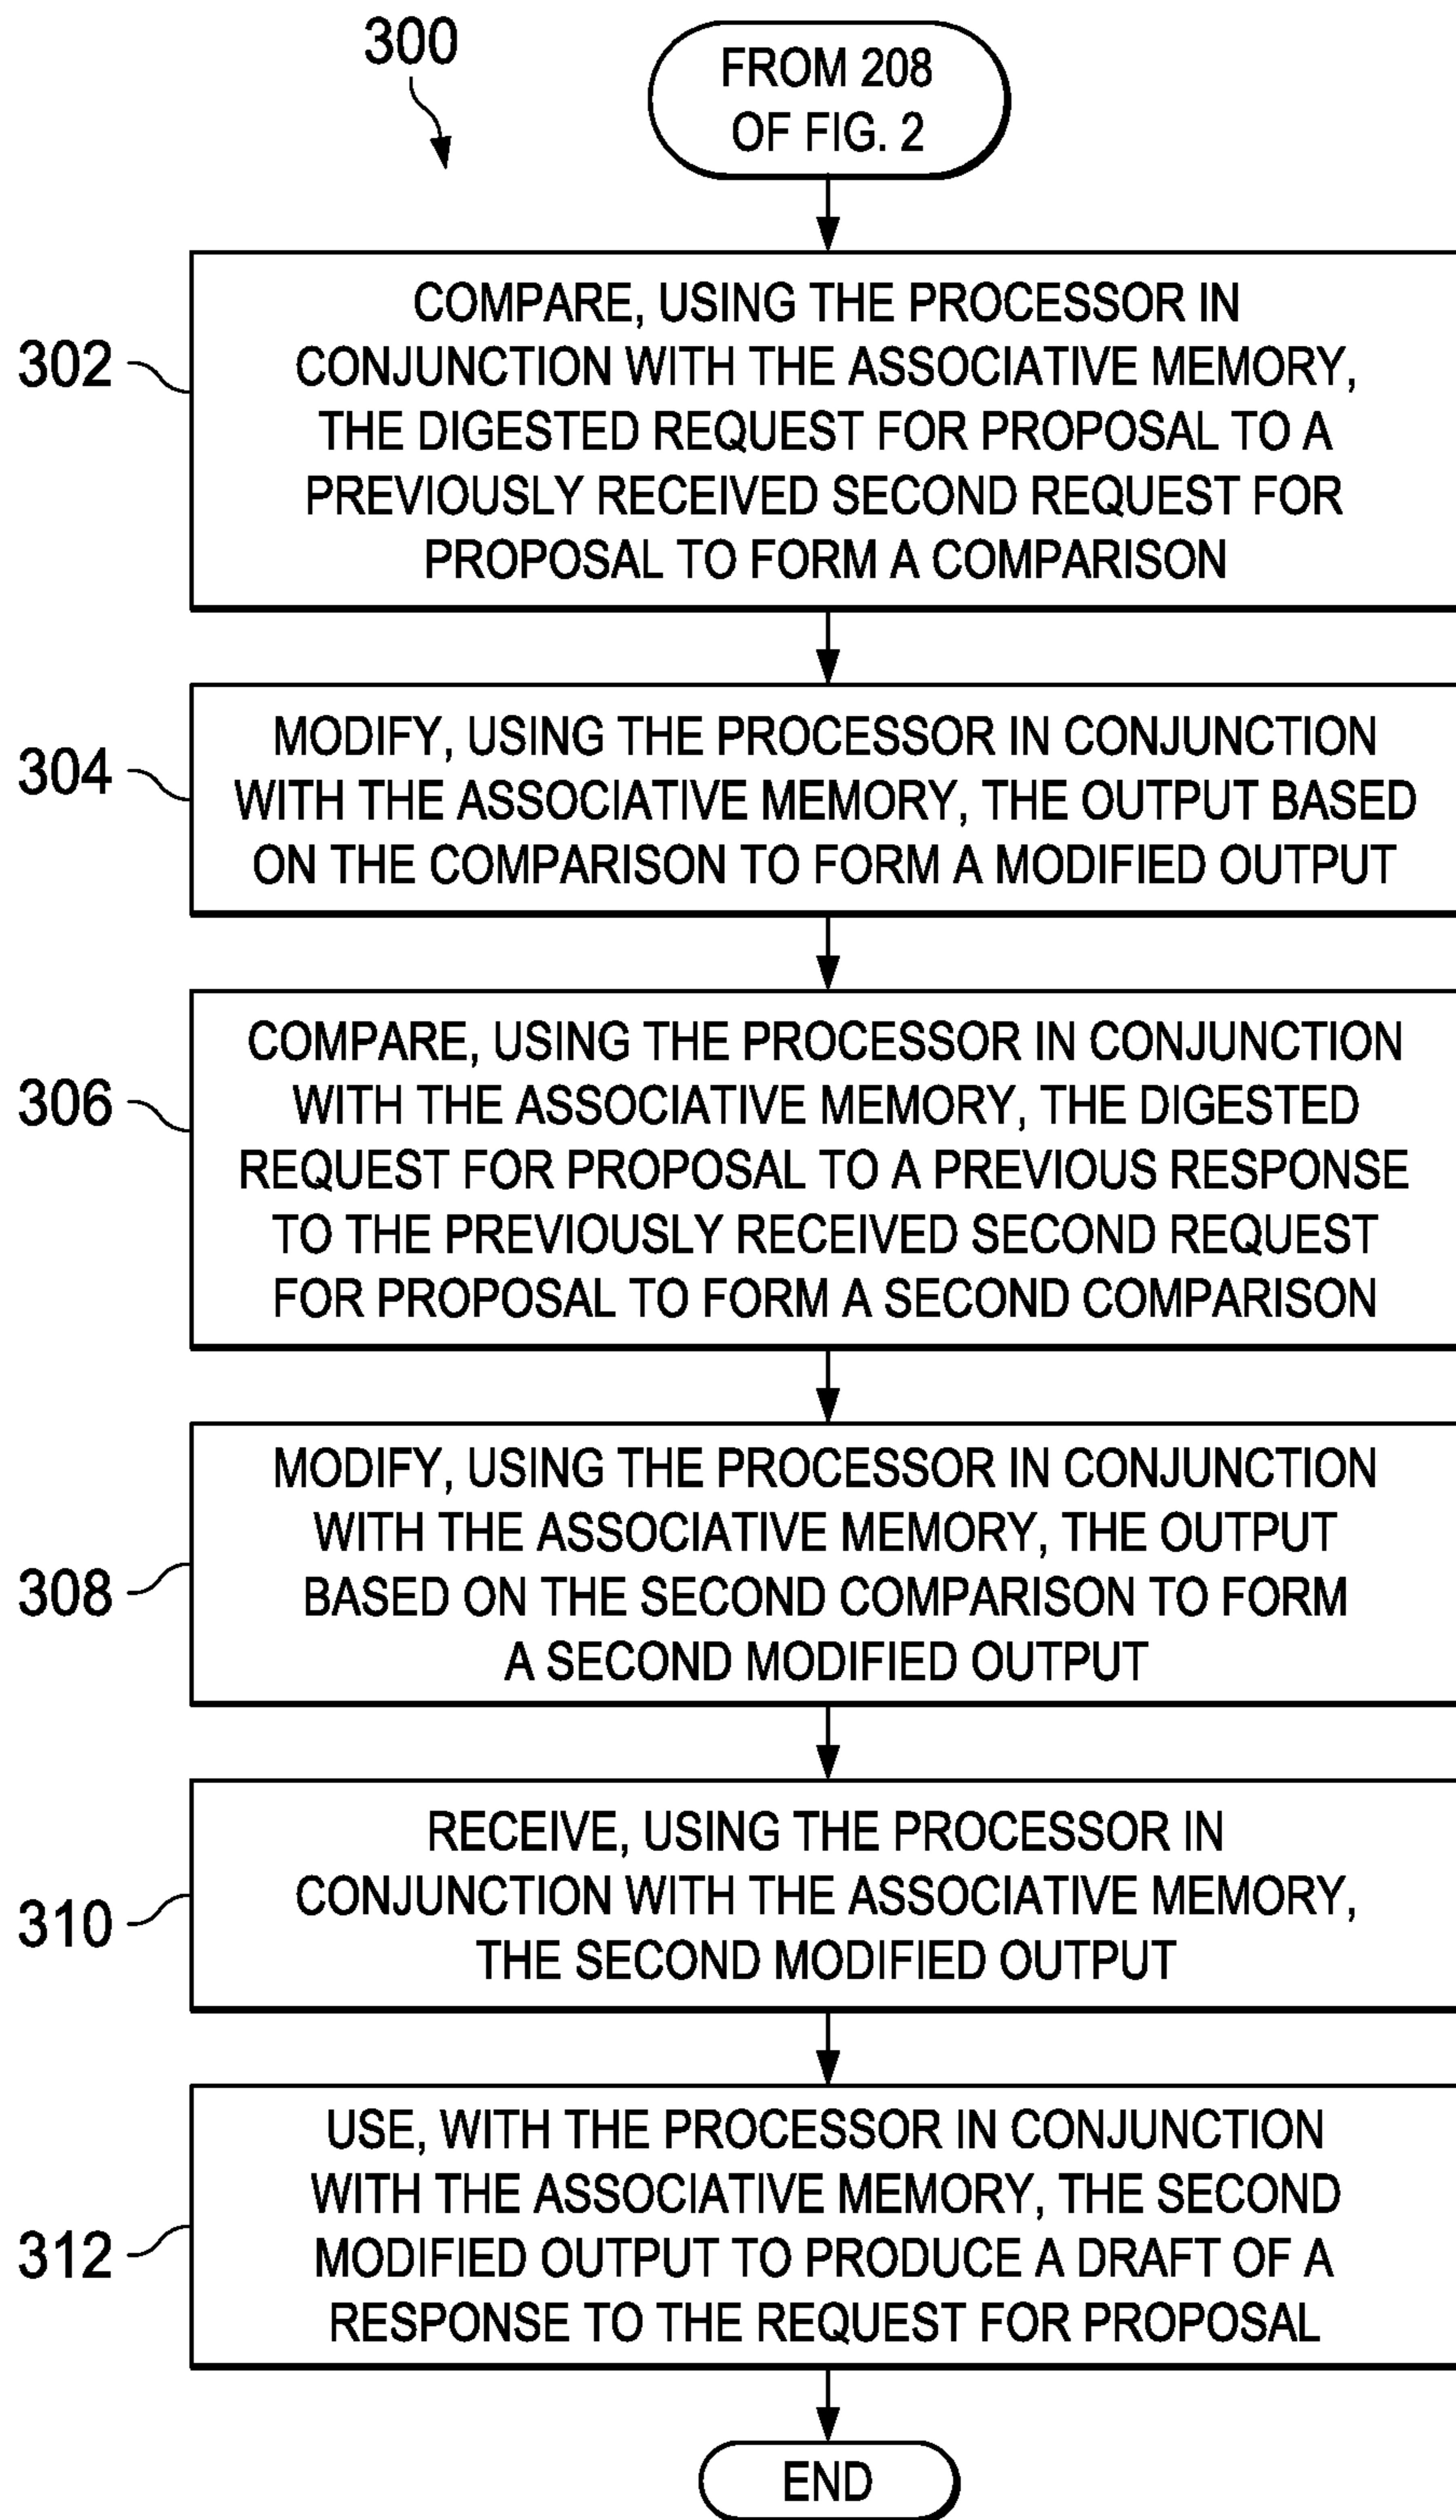 300
FROM 208
OF FIG. 2
302
COMPARE, USING THE PROCESSOR IN
CONJUNCTION WITH THE ASSOCIATIVE MEMORY,
THE DIGESTED REQUEST FOR PROPOSAL TO A
PREVIOUSLY RECEIVED SECOND REQUEST FOR
PROPOSAL TO FORM A COMPARISON
304
MODIFY, USING THE PROCESSOR IN CONJUNCTION
WITH THE ASSOCIATIVE MEMORY, THE OUTPUT BASED
ON THE COMPARISON TO FORM A MODIFIED OUTPUT
306
COMPARE, USING THE PROCESSOR IN CONJUNCTION
WITH THE ASSOCIATIVE MEMORY, THE DIGESTED
REQUEST FOR PROPOSAL TO A PREVIOUS RESPONSE
TO THE PREVIOUSLY RECEIVED SECOND REQUEST
FOR PROPOSAL TO FORM A SECOND COMPARISON
308
MODIFY, USING THE PROCESSOR IN CONJUNCTION
WITH THE ASSOCIATIVE MEMORY, THE OUTPUT
BASED ON THE SECOND COMPARISON TO FORM
A SECOND MODIFIED OUTPUT
310
RECEIVE, USING THE PROCESSOR IN
CONJUNCTION WITH THE ASSOCIATIVE MEMORY,
THE SECOND MODIFIED OUTPUT
312
USE, WITH THE PROCESSOR IN CONJUNCTION
WITH THE ASSOCIATIVE MEMORY, THE SECOND
MODIFIED OUTPUT TO PRODUCE A DRAFT OF A
RESPONSE TO THE REQUEST FOR PROPOSAL
END